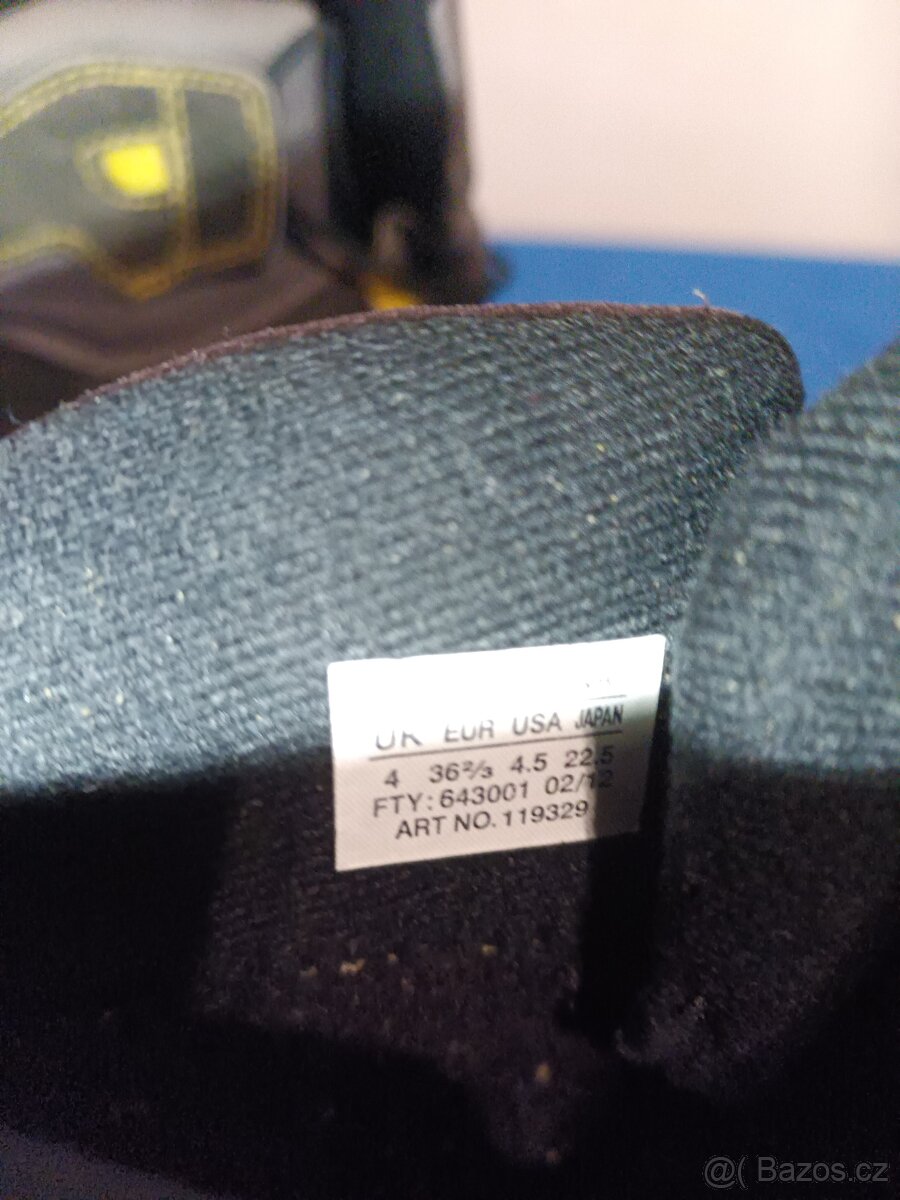 UK EUR USA JAPAN
4 36⅔ 4.5 22.5
FTY: 643001 02/12
ART NO. 119329
@( Bazos.cz